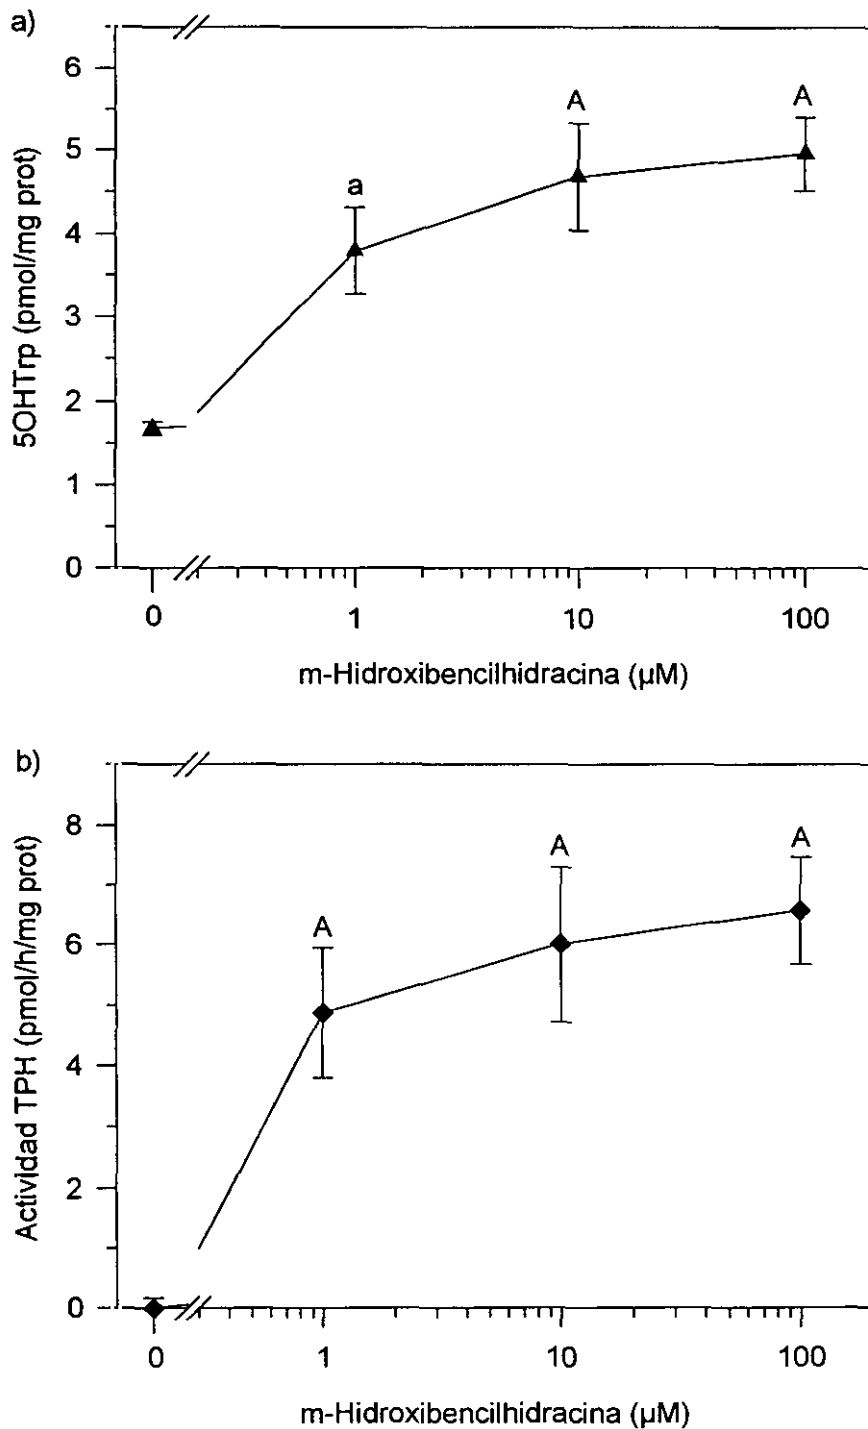 a)
6
5
4
3
2
1
0
5OHTrp (pmol/mg prot)
a
A
A
0
1
10
100
m-Hidroxibencilhidracina (µM)
b)
8
6
4
2
0
Actividad TPH (pmol/h/mg prot)
A
A
A
0
1
10
100
m-Hidroxibencilhidracina (µM)